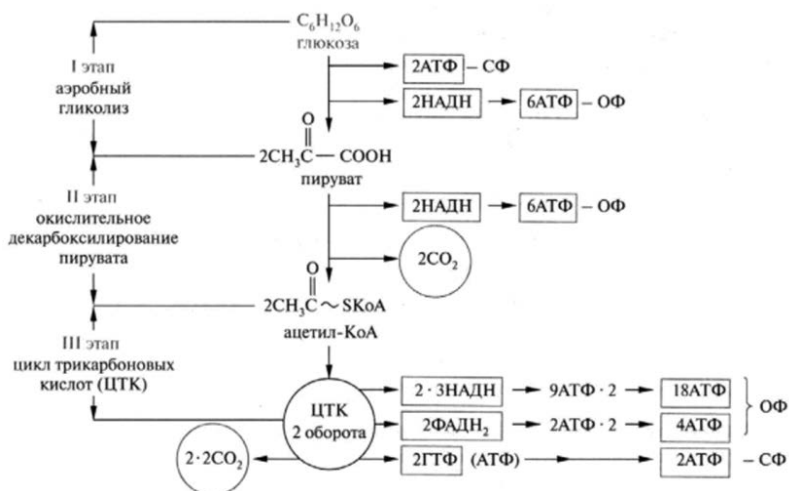 C₆H₁₂O₆
глюкоза
I этап
аэробный
гликолиз
2АТФ – СФ
2НАДН 6АТФ – ОФ
O
2CH₃C — COOH
пируват
II этап
окислительное
декарбоксилирование
пирувата
2НАДН 6АТФ – ОФ
2CO₂
O
2CH₃C ~ SKoA
ацетил-КоА
III этап
цикл трикарбоновых
кислот (ЦТК)
ЦТК
2 оборота
2 · 3НАДН 9АТФ · 2 18АТФ
2ФАДН₂ 2АТФ · 2 4АТФ
ОФ
2ГТФ (АТФ) 2АТФ – СФ
2 · 2CO₂